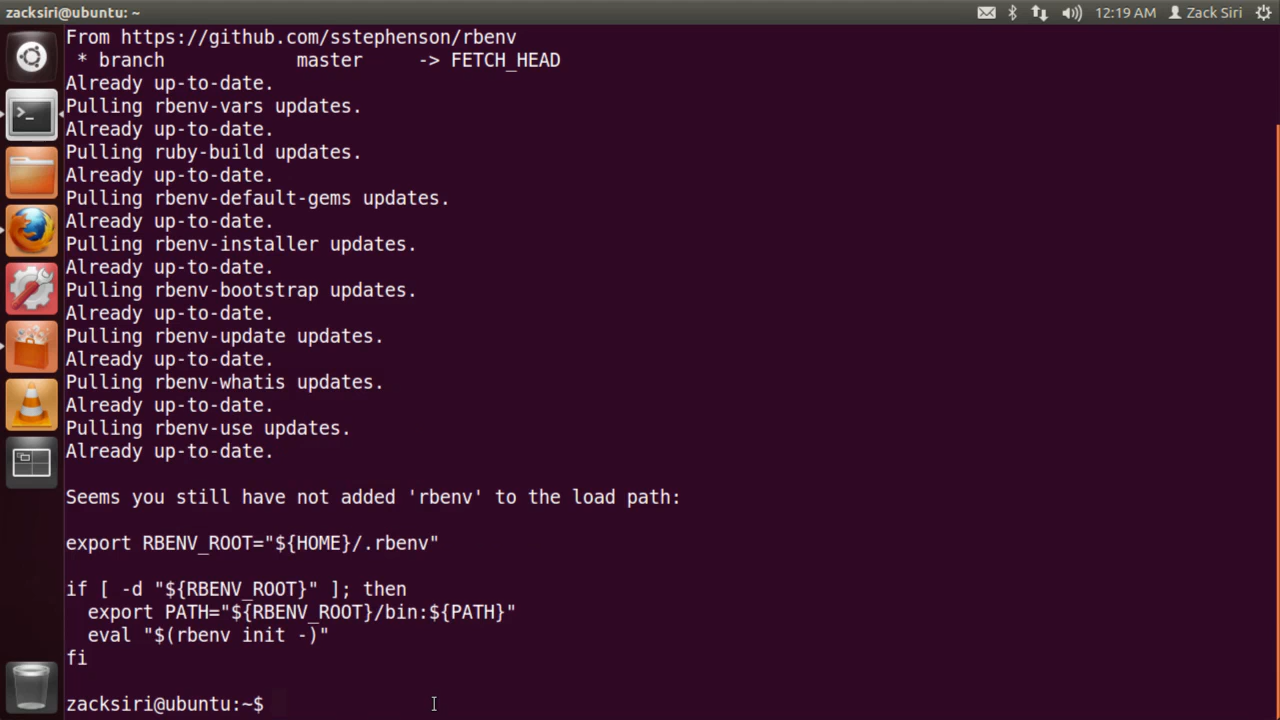 zacksiri@ubuntu: ~
12:19 AM
Zack Siri
From https://github.com/sstephenson/rbenv
 * branch            master     -> FETCH_HEAD
Already up-to-date.
Pulling rbenv-vars updates.
Already up-to-date.
Pulling ruby-build updates.
Already up-to-date.
Pulling rbenv-default-gems updates.
Already up-to-date.
Pulling rbenv-installer updates.
Already up-to-date.
Pulling rbenv-bootstrap updates.
Already up-to-date.
Pulling rbenv-update updates.
Already up-to-date.
Pulling rbenv-whatis updates.
Already up-to-date.
Pulling rbenv-use updates.
Already up-to-date.
Seems you still have not added 'rbenv' to the load path:
export RBENV_ROOT="${HOME}/.rbenv"
if [ -d "${RBENV_ROOT}" ]; then
  export PATH="${RBENV_ROOT}/bin:${PATH}"
  eval "$(rbenv init -)"
fi
zacksiri@ubuntu:~$